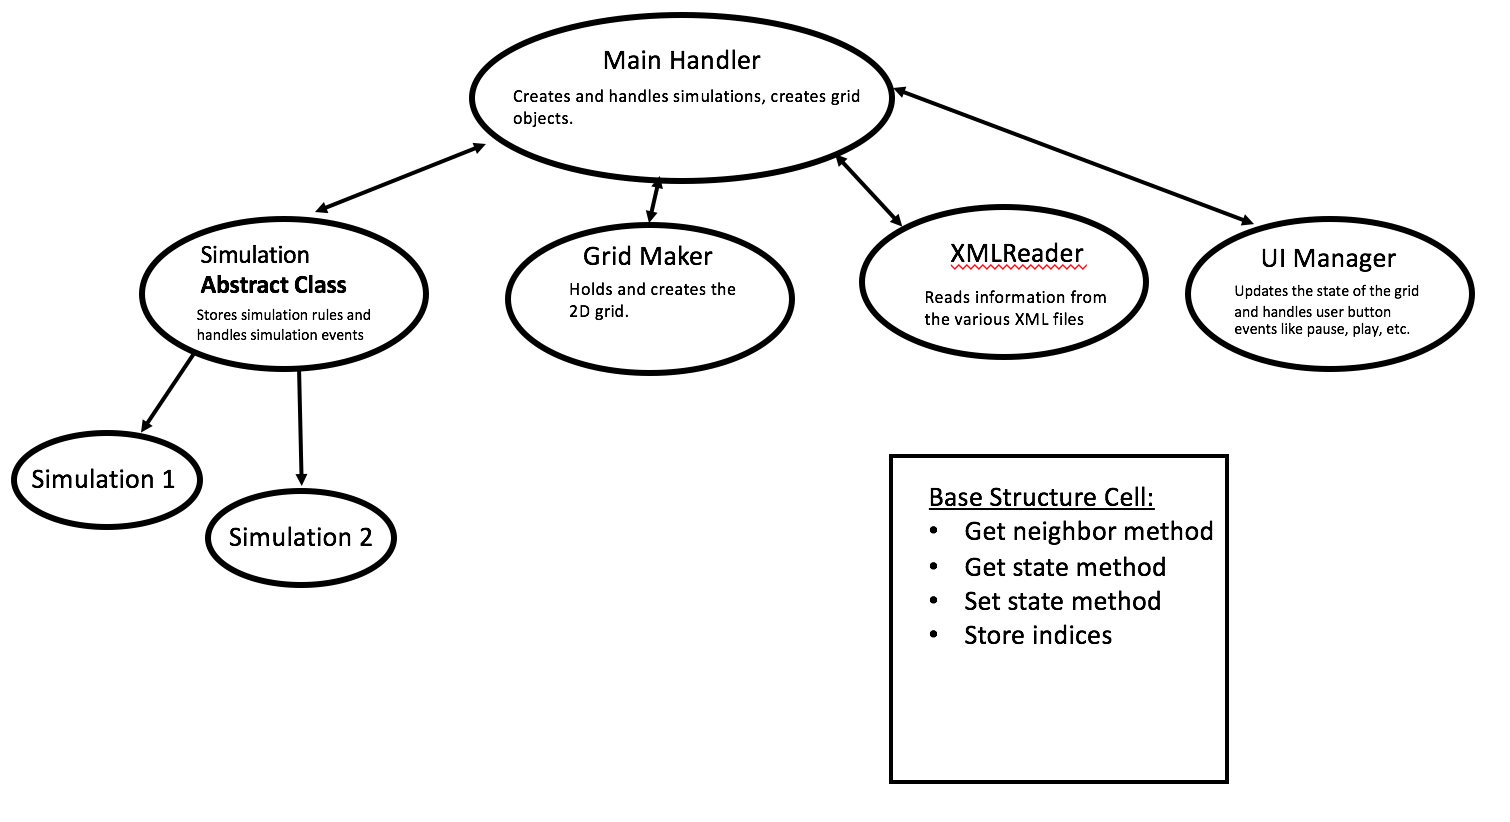 Main Handler
Creates and handles simulations, creates grid
objects.
Simulation
Abstract Class
Stores simulation rules and
handles simulation events
Grid Maker
Holds and creates the
2D grid.
XMLReader
Reads information from
the various XML files
UI Manager
Updates the state of the grid
and handles user button
events like pause, play, etc.
Simulation 1
Simulation 2
Base Structure Cell:
• Get neighbor method
• Get state method
• Set state method
• Store indices